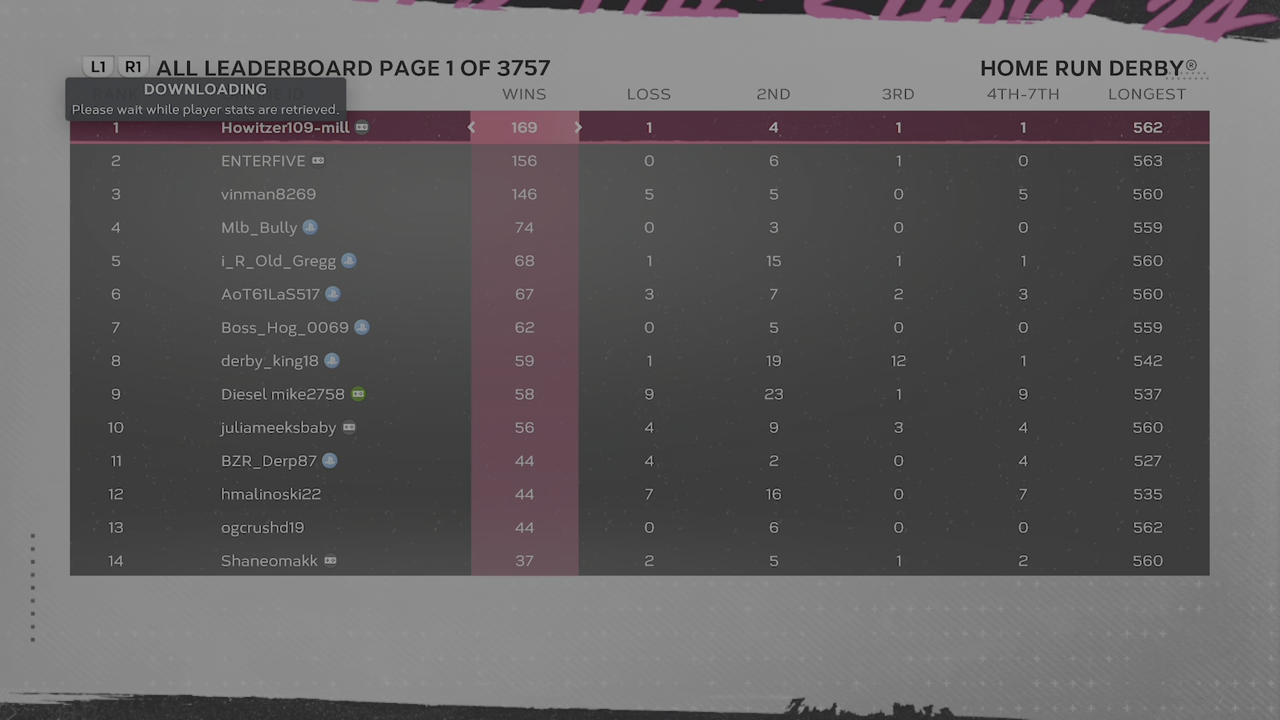 THE SHOW 24
L1 R1 ALL LEADERBOARD PAGE 1 OF 3757 HOME RUN DERBY®
DOWNLOADING
Please wait while player stats are retrieved.
WINS LOSS 2ND 3RD 4TH-7TH LONGEST
1 Howitzer109-mill 169 1 4 1 1 562
2 ENTERFIVE 156 0 6 1 0 563
3 vinman8269 146 5 5 0 5 560
4 Mlb_Bully 74 0 3 0 0 559
5 i_R_Old_Gregg 68 1 15 1 1 560
6 AoT61LaS517 67 3 7 2 3 560
7 Boss_Hog_0069 62 0 5 0 0 559
8 derby_king18 59 1 19 12 1 542
9 Diesel mike2758 58 9 23 1 9 537
10 juliameeksbaby 56 4 9 3 4 560
11 BZR_Derp87 44 4 2 0 4 527
12 hmalinoski22 44 7 16 0 7 535
13 ogcrushd19 44 0 6 0 0 562
14 Shaneomakk 37 2 5 1 2 560